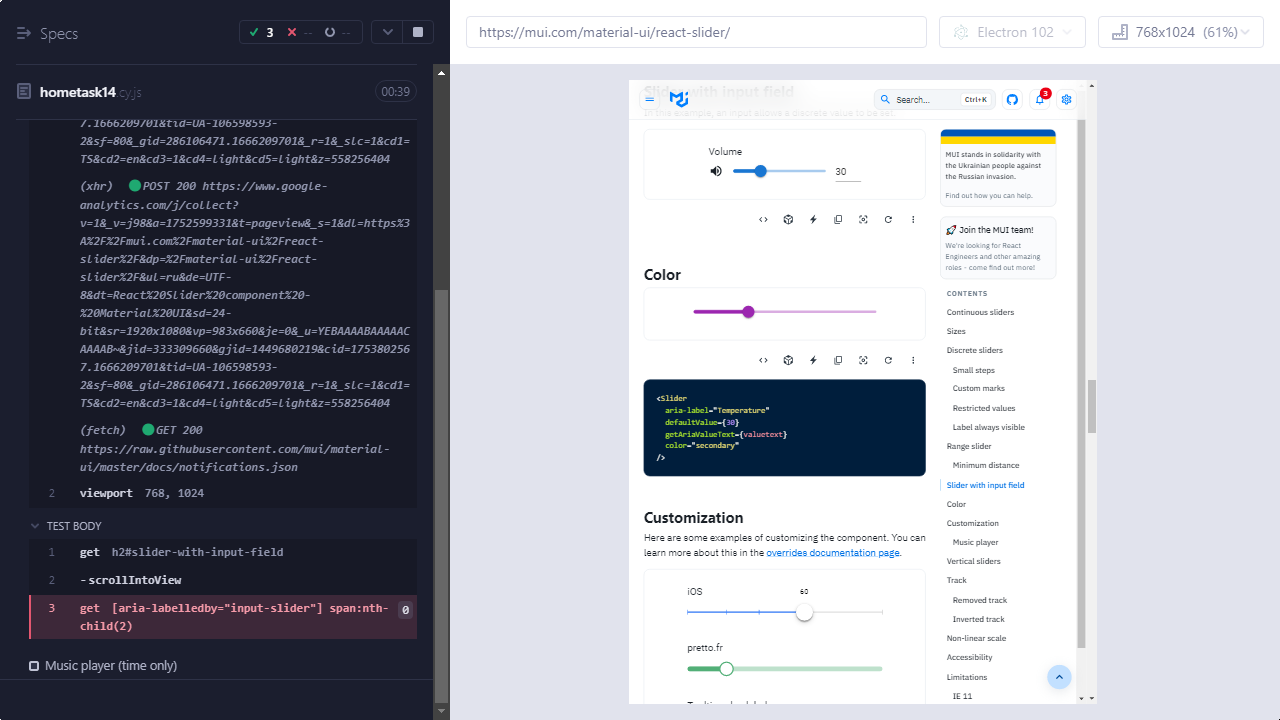 Specs
3
--
--
https://mui.com/material-ui/react-slider/
Electron 102
768x1024 (61%)
hometask14.cy.js
00:39
2&sf=80&_gid=286106471.1666209701&_r=1&_slc=1&cd1=
TS&cd2=en&cd3=1&cd4=light&cd5=light&z=558256404
(xhr) POST 200 https://www.google-
analytics.com/j/collect?
v=1&_v=j98&a=1757599331&t=pageview&_s=1&dl=https%3
A%2F%2Fmui.com%2Fmaterial-ui%2Freact-
slider%2F&dp=%2Fmaterial-ui%2Freact-
slider%2F&ul=ru&de=UTF-
8&dt=React%20Slider%20component%20-
%20Material%20UI&sd=24-
bit&sr=1920x1080&vp=983x660&je=0&_u=YEBAAAABAAAAAC
AAAAB~&jid=333309660&gjid=1449680219&cid=175380256
7.1666209701&tid=UA-106598593-
2&sf=80&_gid=286106471.1666209701&_r=1&_slc=1&cd1=
TS&cd2=en&cd3=1&cd4=light&cd5=light&z=558256404
(fetch) GET 200
https://raw.githubusercontent.com/mui/material-
ui/master/docs/notifications.json
2 viewport 768, 1024
TEST BODY
1 get h2#slider-with-input-field
2 -scrollIntoView
3 get [aria-labelledby="input-slider"] span:nth-
child(2)
0
Music player (time only)
Slider with input field
In this example, an input allows a discrete value to be set.
Search...
Ctrl+K
3
Volume
30
Color
<Slider
aria-label="Temperature"
defaultValue={30}
getAriaValueText={valuetext}
color="secondary"
/>
Customization
Here are some examples of customizing the component. You can
learn more about this in the overrides documentation page.
iOS
60
pretto.fr
MUI stands in solidarity with
the Ukrainian people against
the Russian invasion.
Find out how you can help.
🚀 Join the MUI team!
We're looking for React
Engineers and other amazing
roles - come find out more!
CONTENTS
Continuous sliders
Sizes
Discrete sliders
Small steps
Custom marks
Restricted values
Label always visible
Range slider
Minimum distance
Slider with input field
Color
Customization
Music player
Vertical sliders
Track
Removed track
Inverted track
Non-linear scale
Accessibility
Limitations
IE 11